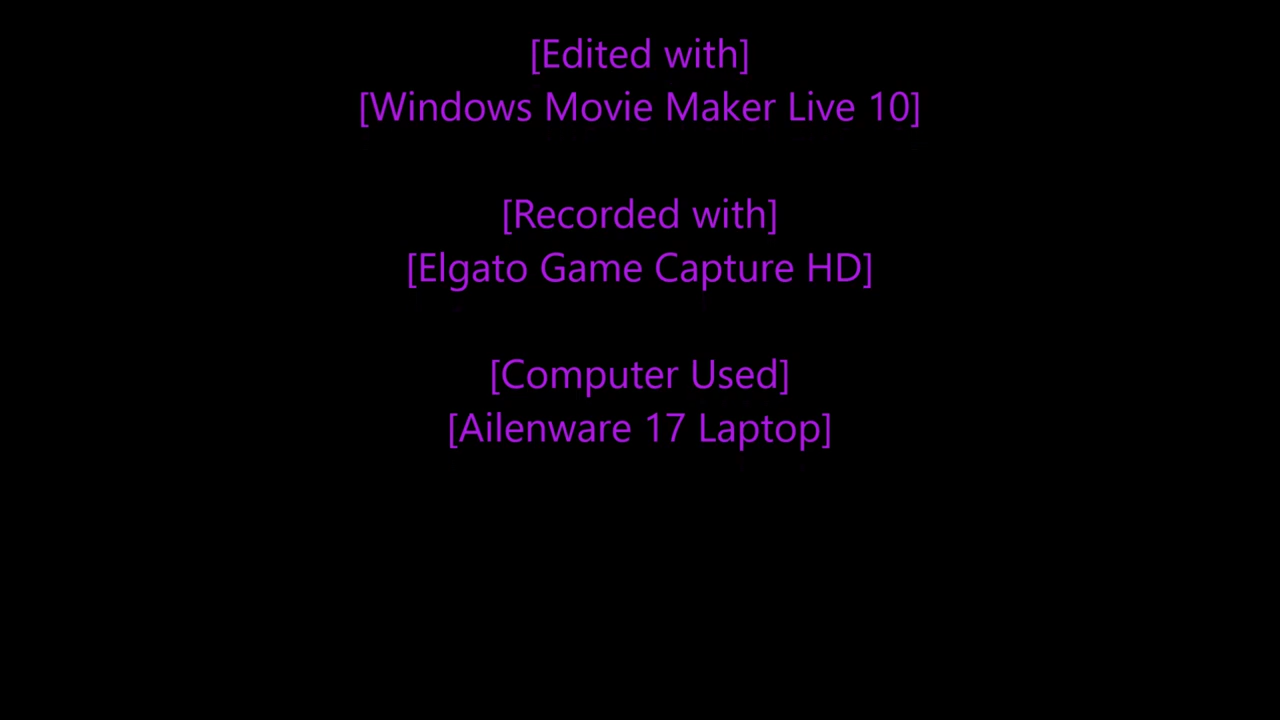 [Edited with]
[Windows Movie Maker Live 10]
[Recorded with]
[Elgato Game Capture HD]
[Computer Used]
[Ailenware 17 Laptop]